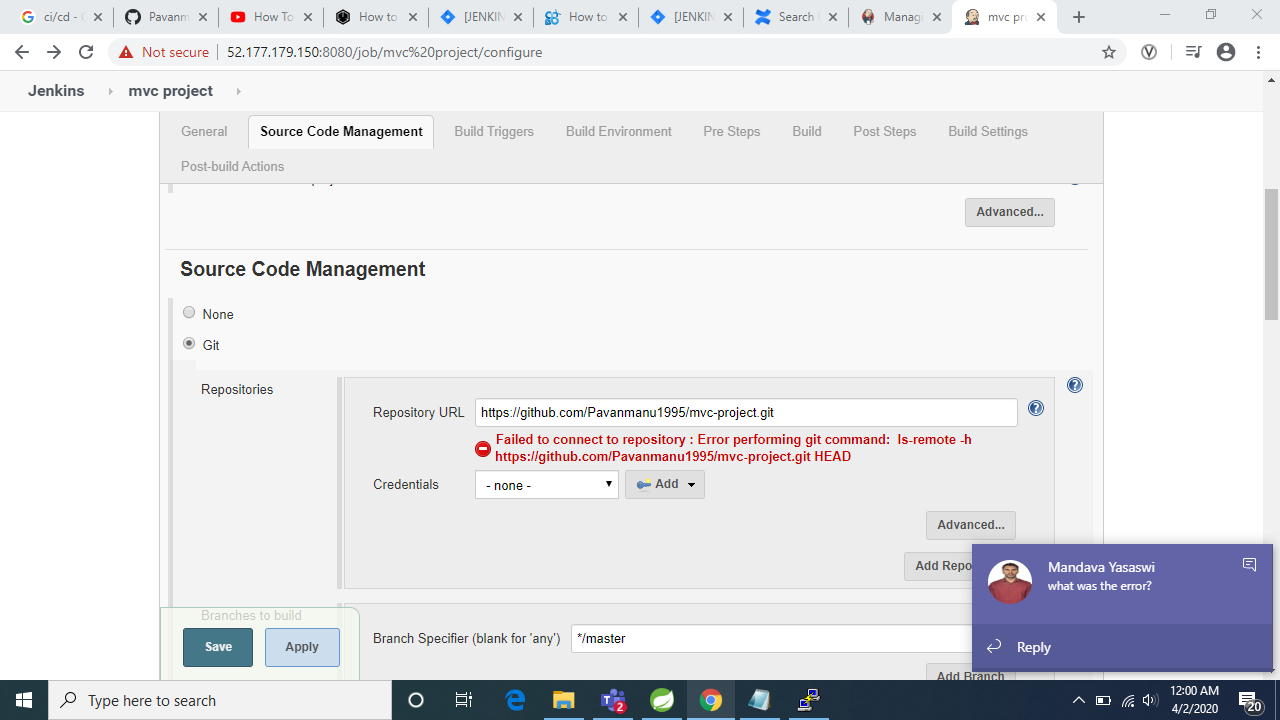 ci/cd -
Pavanm
How To
How to
[JENKIN
How to
[JENKIN
Search
Managi
mvc pro
Not secure
52.177.179.150:8080/job/mvc%20project/configure
Jenkins
mvc project
General
Source Code Management
Build Triggers
Build Environment
Pre Steps
Build
Post Steps
Build Settings
Post-build Actions
Advanced...
Source Code Management
None
Git
Repositories
Repository URL
https://github.com/Pavanmanu1995/mvc-project.git
Failed to connect to repository : Error performing git command: ls-remote -h
https://github.com/Pavanmanu1995/mvc-project.git HEAD
Credentials
- none -
Add
Advanced...
Add Repo
Mandava Yasaswi
what was the error?
Reply
Branches to build
Branch Specifier (blank for 'any')
*/master
Add Branch
Save
Apply
Type here to search
2
12:00 AM
4/2/2020
20